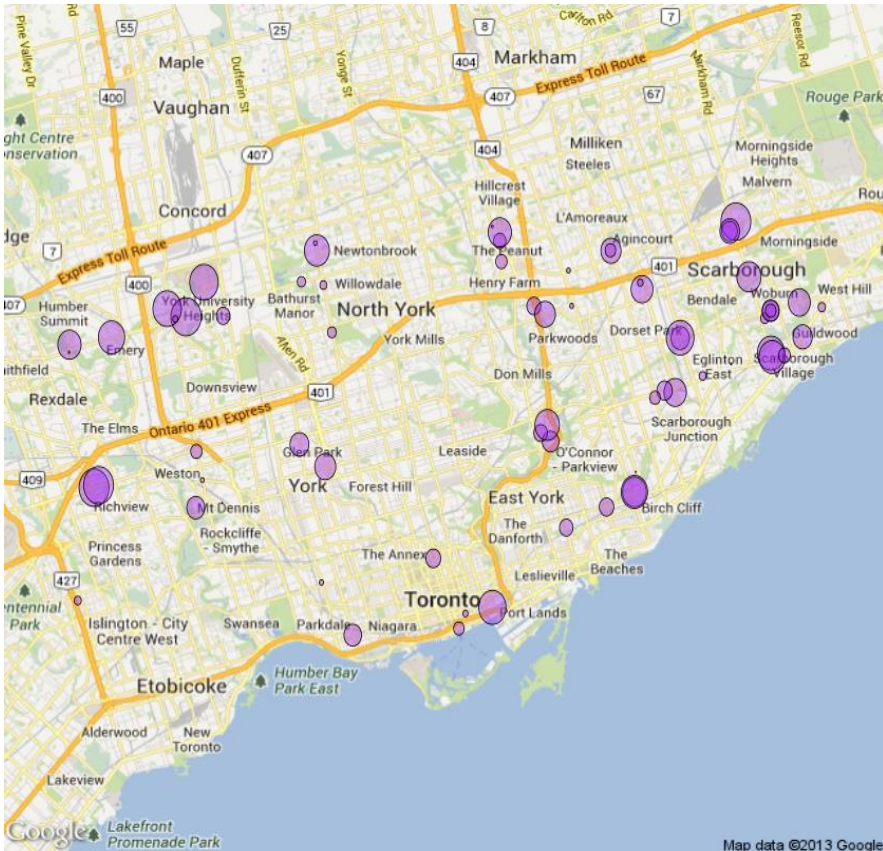 Pine Valley Dr
Rd
55
25
Carlton Rd
7
Reesor Rd
8
Maple
Dufferin St
Yonge St
Markham
404
400
Express Toll Route
407
67
Markham Rd
Rouge Park
Vaughan
404
407
Milliken
Steeles
Morningside
Heights
Malvern
Hillcrest
Village
Concord
L'Amoreaux
Rou
dge
7
Newtonbrook
The Peanut
Agincourt
Morningside
Express Toll Route
400
401
Scarborough
Willowdale
Henry Farm
407
Humber
Summit
York University
Heights
Bathurst
Manor
North York
Bendale
Woburn
West Hill
Emery
York Mills
Parkwoods
Dorset Park
Guildwood
Allen Rd
Eglinton
East
Scarborough
Village
Downsview
Don Mills
Rexdale
401
The Elms
Ontario 401 Express
Scarborough
Junction
Glen Park
Leaside
O'Connor
- Parkview
409
Weston
York
Forest Hill
East York
Birch Cliff
Richview
Mt Dennis
Rockcliffe
- Smythe
The
Danforth
Princess
Gardens
The Annex
The
Beaches
Leslieville
427
Toronto
Port Lands
Islington - City
Centre West
Swansea
Parkdale
Niagara
Humber Bay
Park East
Etobicoke
Alderwood
New
Toronto
Lakeview
Google
Lakefront
Promenade Park
Map data ©2013 Google